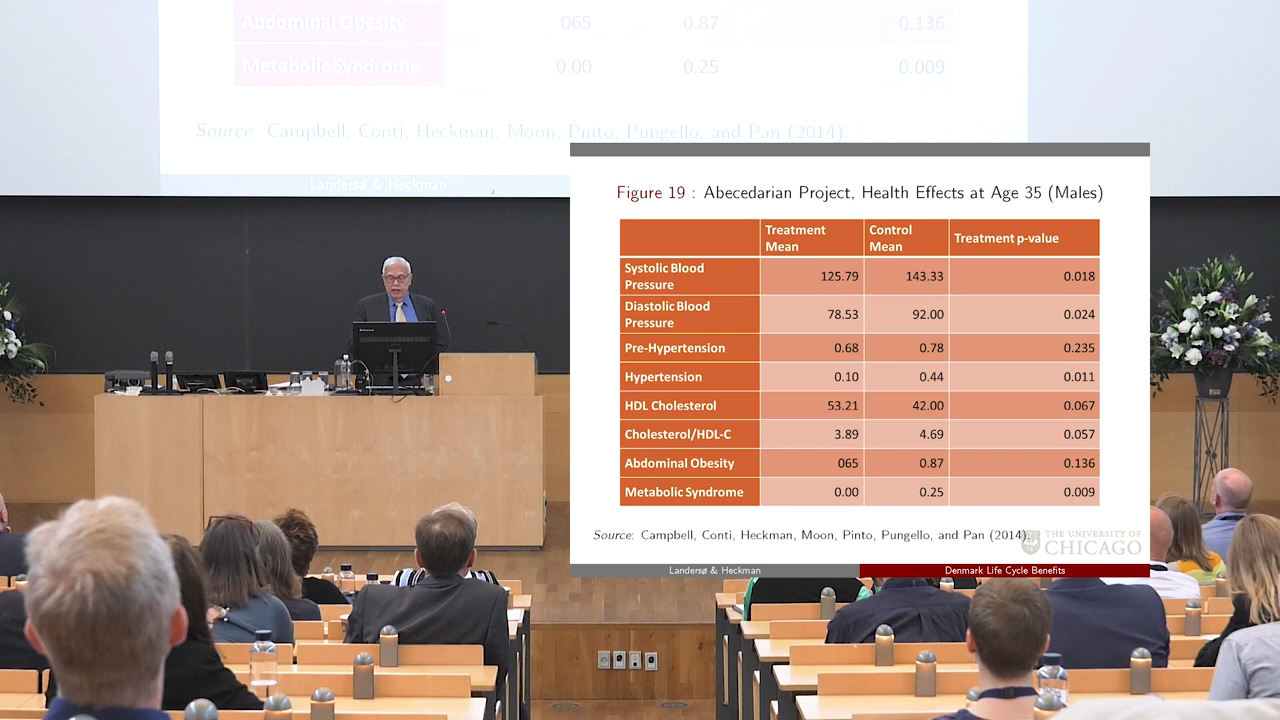 Abdominal Obesity 065 0.87 0.136
Metabolic Syndrome 0.00 0.25 0.009
Source: Campbell, Conti, Heckman, Moon, Pinto, Pungello, and Pan (2014)
Landersø & Heckman
Figure 19 : Abecedarian Project, Health Effects at Age 35 (Males)
Treatment Mean Control Mean Treatment p-value
Systolic Blood Pressure 125.79 143.33 0.018
Diastolic Blood Pressure 78.53 92.00 0.024
Pre-Hypertension 0.68 0.78 0.235
Hypertension 0.10 0.44 0.011
HDL Cholesterol 53.21 42.00 0.067
Cholesterol/HDL-C 3.89 4.69 0.057
Abdominal Obesity 065 0.87 0.136
Metabolic Syndrome 0.00 0.25 0.009
Source: Campbell, Conti, Heckman, Moon, Pinto, Pungello, and Pan (2014)
THE UNIVERSITY OF
CHICAGO
Landersø & Heckman Denmark Life Cycle Benefits